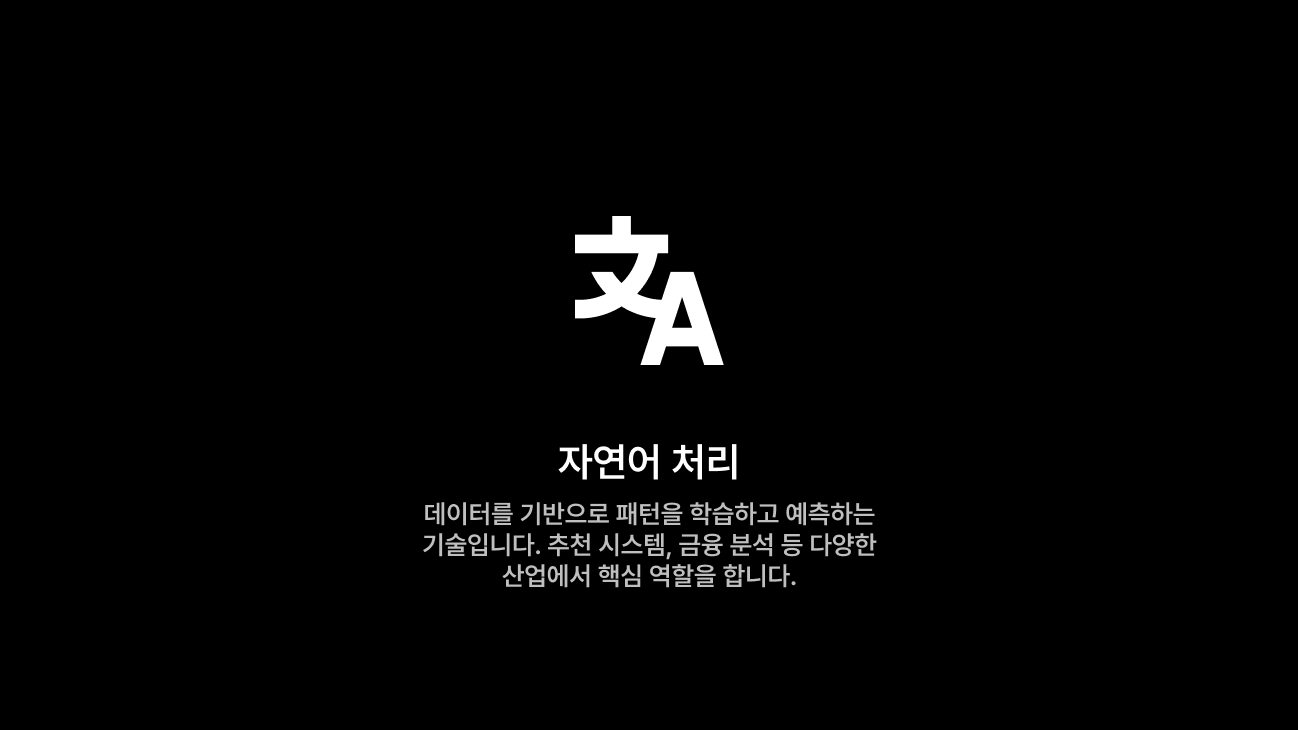 文A
자연어 처리
데이터를 기반으로 패턴을 학습하고 예측하는
기술입니다. 추천 시스템, 금융 분석 등 다양한
산업에서 핵심 역할을 합니다.